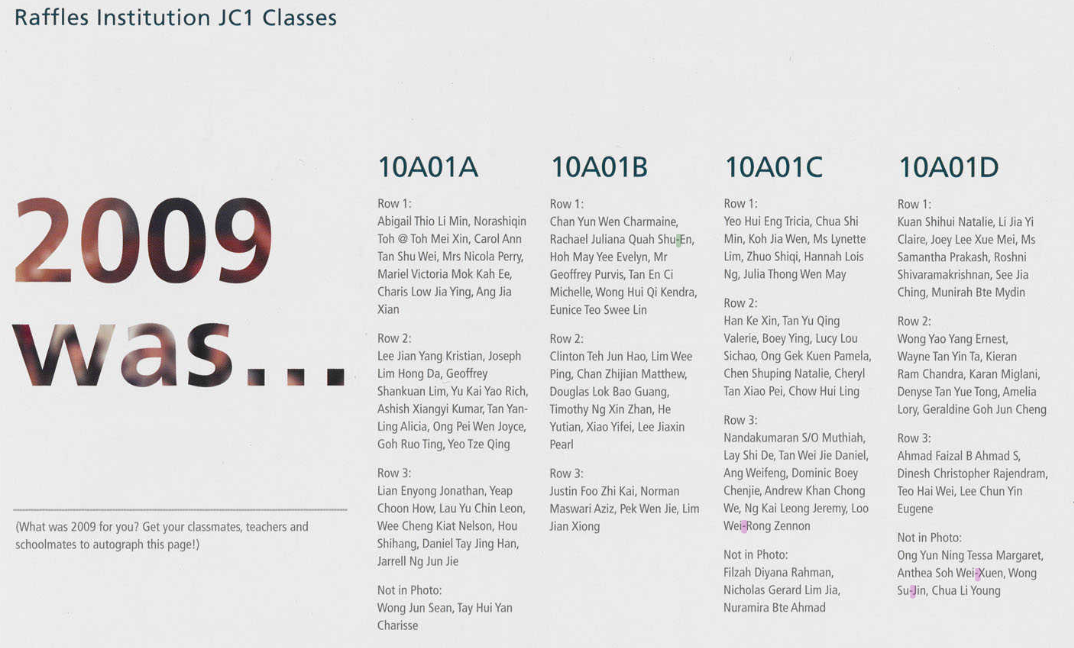 Raffles Institution JC1 Classes
2009
was...
(What was 2009 for you? Get your classmates, teachers and
schoolmates to autograph this page!)
10A01A
Row 1:
Abigail Thio Li Min, Norashiqin
Toh @ Toh Mei Xin, Carol Ann
Tan Shu Wei, Mrs Nicola Perry,
Mariel Victoria Mok Kah Ee,
Charis Low Jia Ying, Ang Jia
Xian
Row 2:
Lee Jian Yang Kristian, Joseph
Lim Hong Da, Geoffrey
Shankuan Lim, Yu Kai Yao Rich,
Ashish Xiangyi Kumar, Tan Yan-
Ling Alicia, Ong Pei Wen Joyce,
Goh Ruo Ting, Yeo Tze Qing
Row 3:
Lian Enyong Jonathan, Yeap
Choon How, Lau Yu Chin Leon,
Wee Cheng Kiat Nelson, Hou
Shihang, Daniel Tay Jing Han,
Jarrell Ng Jun Jie
Not in Photo:
Wong Jun Sean, Tay Hui Yan
Charisse
10A01B
Row 1:
Chan Yun Wen Charmaine,
Rachael Juliana Quah Shu-En,
Hoh May Yee Evelyn, Mr
Geoffrey Purvis, Tan En Ci
Michelle, Wong Hui Qi Kendra,
Eunice Teo Swee Lin
Row 2:
Clinton Teh Jun Hao, Lim Wee
Ping, Chan Zhijian Matthew,
Douglas Lok Bao Guang,
Timothy Ng Xin Zhan, He
Yutian, Xiao Yifei, Lee Jiaxin
Pearl
Row 3:
Justin Foo Zhi Kai, Norman
Maswari Aziz, Pek Wen Jie, Lim
Jian Xiong
10A01C
Row 1:
Yeo Hui Eng Tricia, Chua Shi
Min, Koh Jia Wen, Ms Lynette
Lim, Zhuo Shiqi, Hannah Lois
Ng, Julia Thong Wen May
Row 2:
Han Ke Xin, Tan Yu Qing
Valerie, Boey Ying, Lucy Lou
Sichao, Ong Gek Kuen Pamela,
Chen Shuping Natalie, Cheryl
Tan Xiao Pei, Chow Hui Ling
Row 3:
Nandakumaran S/O Muthiah,
Lay Shi De, Tan Wei Jie Daniel,
Ang Weifeng, Dominic Boey
Chenjie, Andrew Khan Chong
We, Ng Kai Leong Jeremy, Loo
Wei-Rong Zennon
Not in Photo:
Filzah Diyana Rahman,
Nicholas Gerard Lim Jia,
Nuramira Bte Ahmad
10A01D
Row 1:
Kuan Shihui Natalie, Li Jia Yi
Claire, Joey Lee Xue Mei, Ms
Samantha Prakash, Roshni
Shivaramakrishnan, See Jia
Ching, Munirah Bte Mydin
Row 2:
Wong Yao Yang Ernest,
Wayne Tan Yin Ta, Kieran
Ram Chandra, Karan Miglani,
Denyse Tan Yue Tong, Amelia
Lory, Geraldine Goh Jun Cheng
Row 3:
Ahmad Faizal B Ahmad S,
Dinesh Christopher Rajendram,
Teo Hai Wei, Lee Chun Yin
Eugene
Not in Photo:
Ong Yun Ning Tessa Margaret,
Anthea Soh Wei-Xuen, Wong
Su-Jin, Chua Li Young